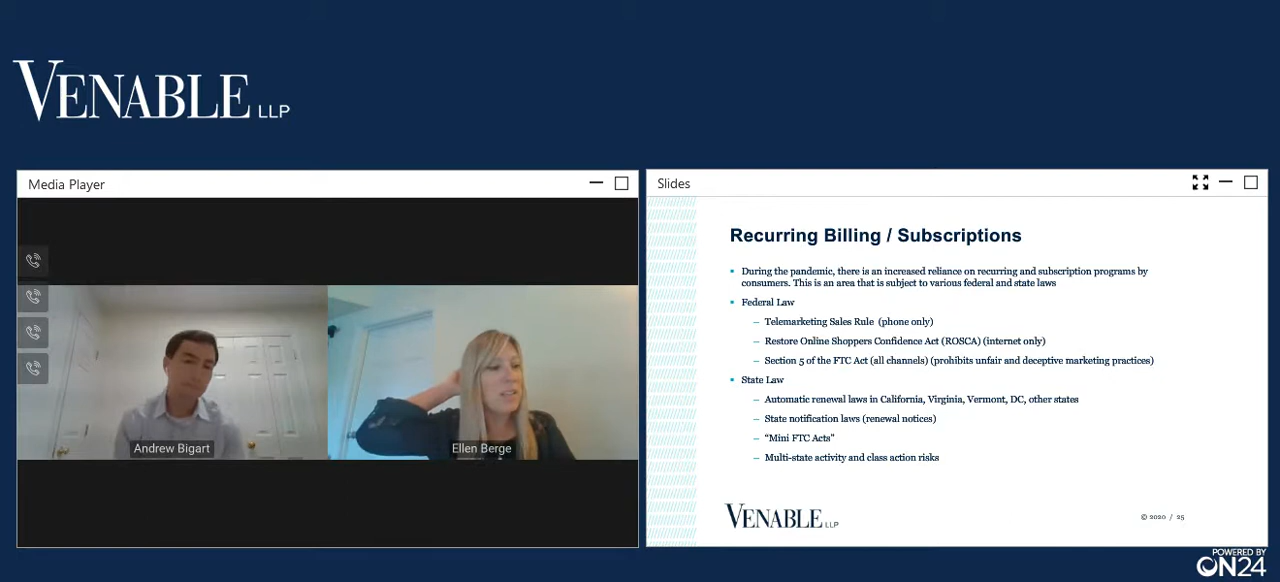 VENABLE LLP
Media Player
Andrew Bigart
Ellen Berge
Slides
Recurring Billing / Subscriptions
During the pandemic, there is an increased reliance on recurring and subscription programs by
consumers. This is an area that is subject to various federal and state laws
Federal Law
– Telemarketing Sales Rule (phone only)
– Restore Online Shoppers Confidence Act (ROSCA) (internet only)
– Section 5 of the FTC Act (all channels) (prohibits unfair and deceptive marketing practices)
State Law
– Automatic renewal laws in California, Virginia, Vermont, DC, other states
– State notification laws (renewal notices)
– “Mini FTC Acts”
– Multi-state activity and class action risks
VENABLE LLP
© 2020 / 25
POWERED BY
ON24